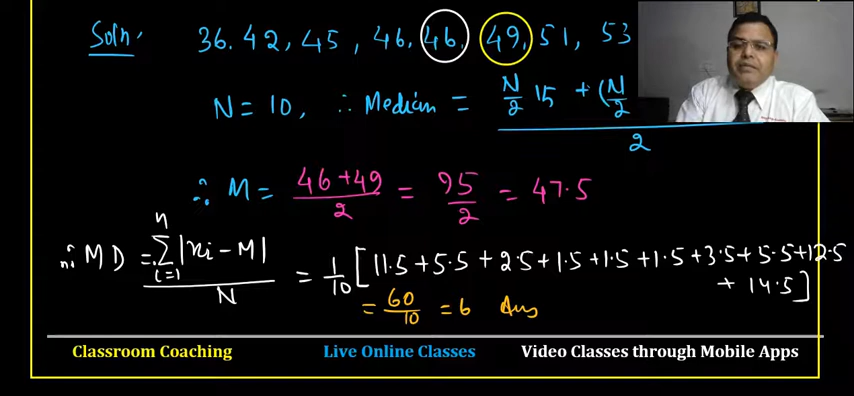 Soln. 36. 42, 45, 46, 46, 49, 51, 53
N = 10, ∴ Median = (N/2 15 + (N/2
2
∴ M = (46+49)/2 = 95/2 = 47.5
∴ MD = Σ |xi - M| / N = 1/10 [11.5 + 5.5 + 2.5 + 1.5 + 1.5 + 1.5 + 3.5 + 5.5 + 12.5
n
i=1
+ 14.5]
= 60/10 = 6 Ans
Classroom Coaching Live Online Classes Video Classes through Mobile Apps